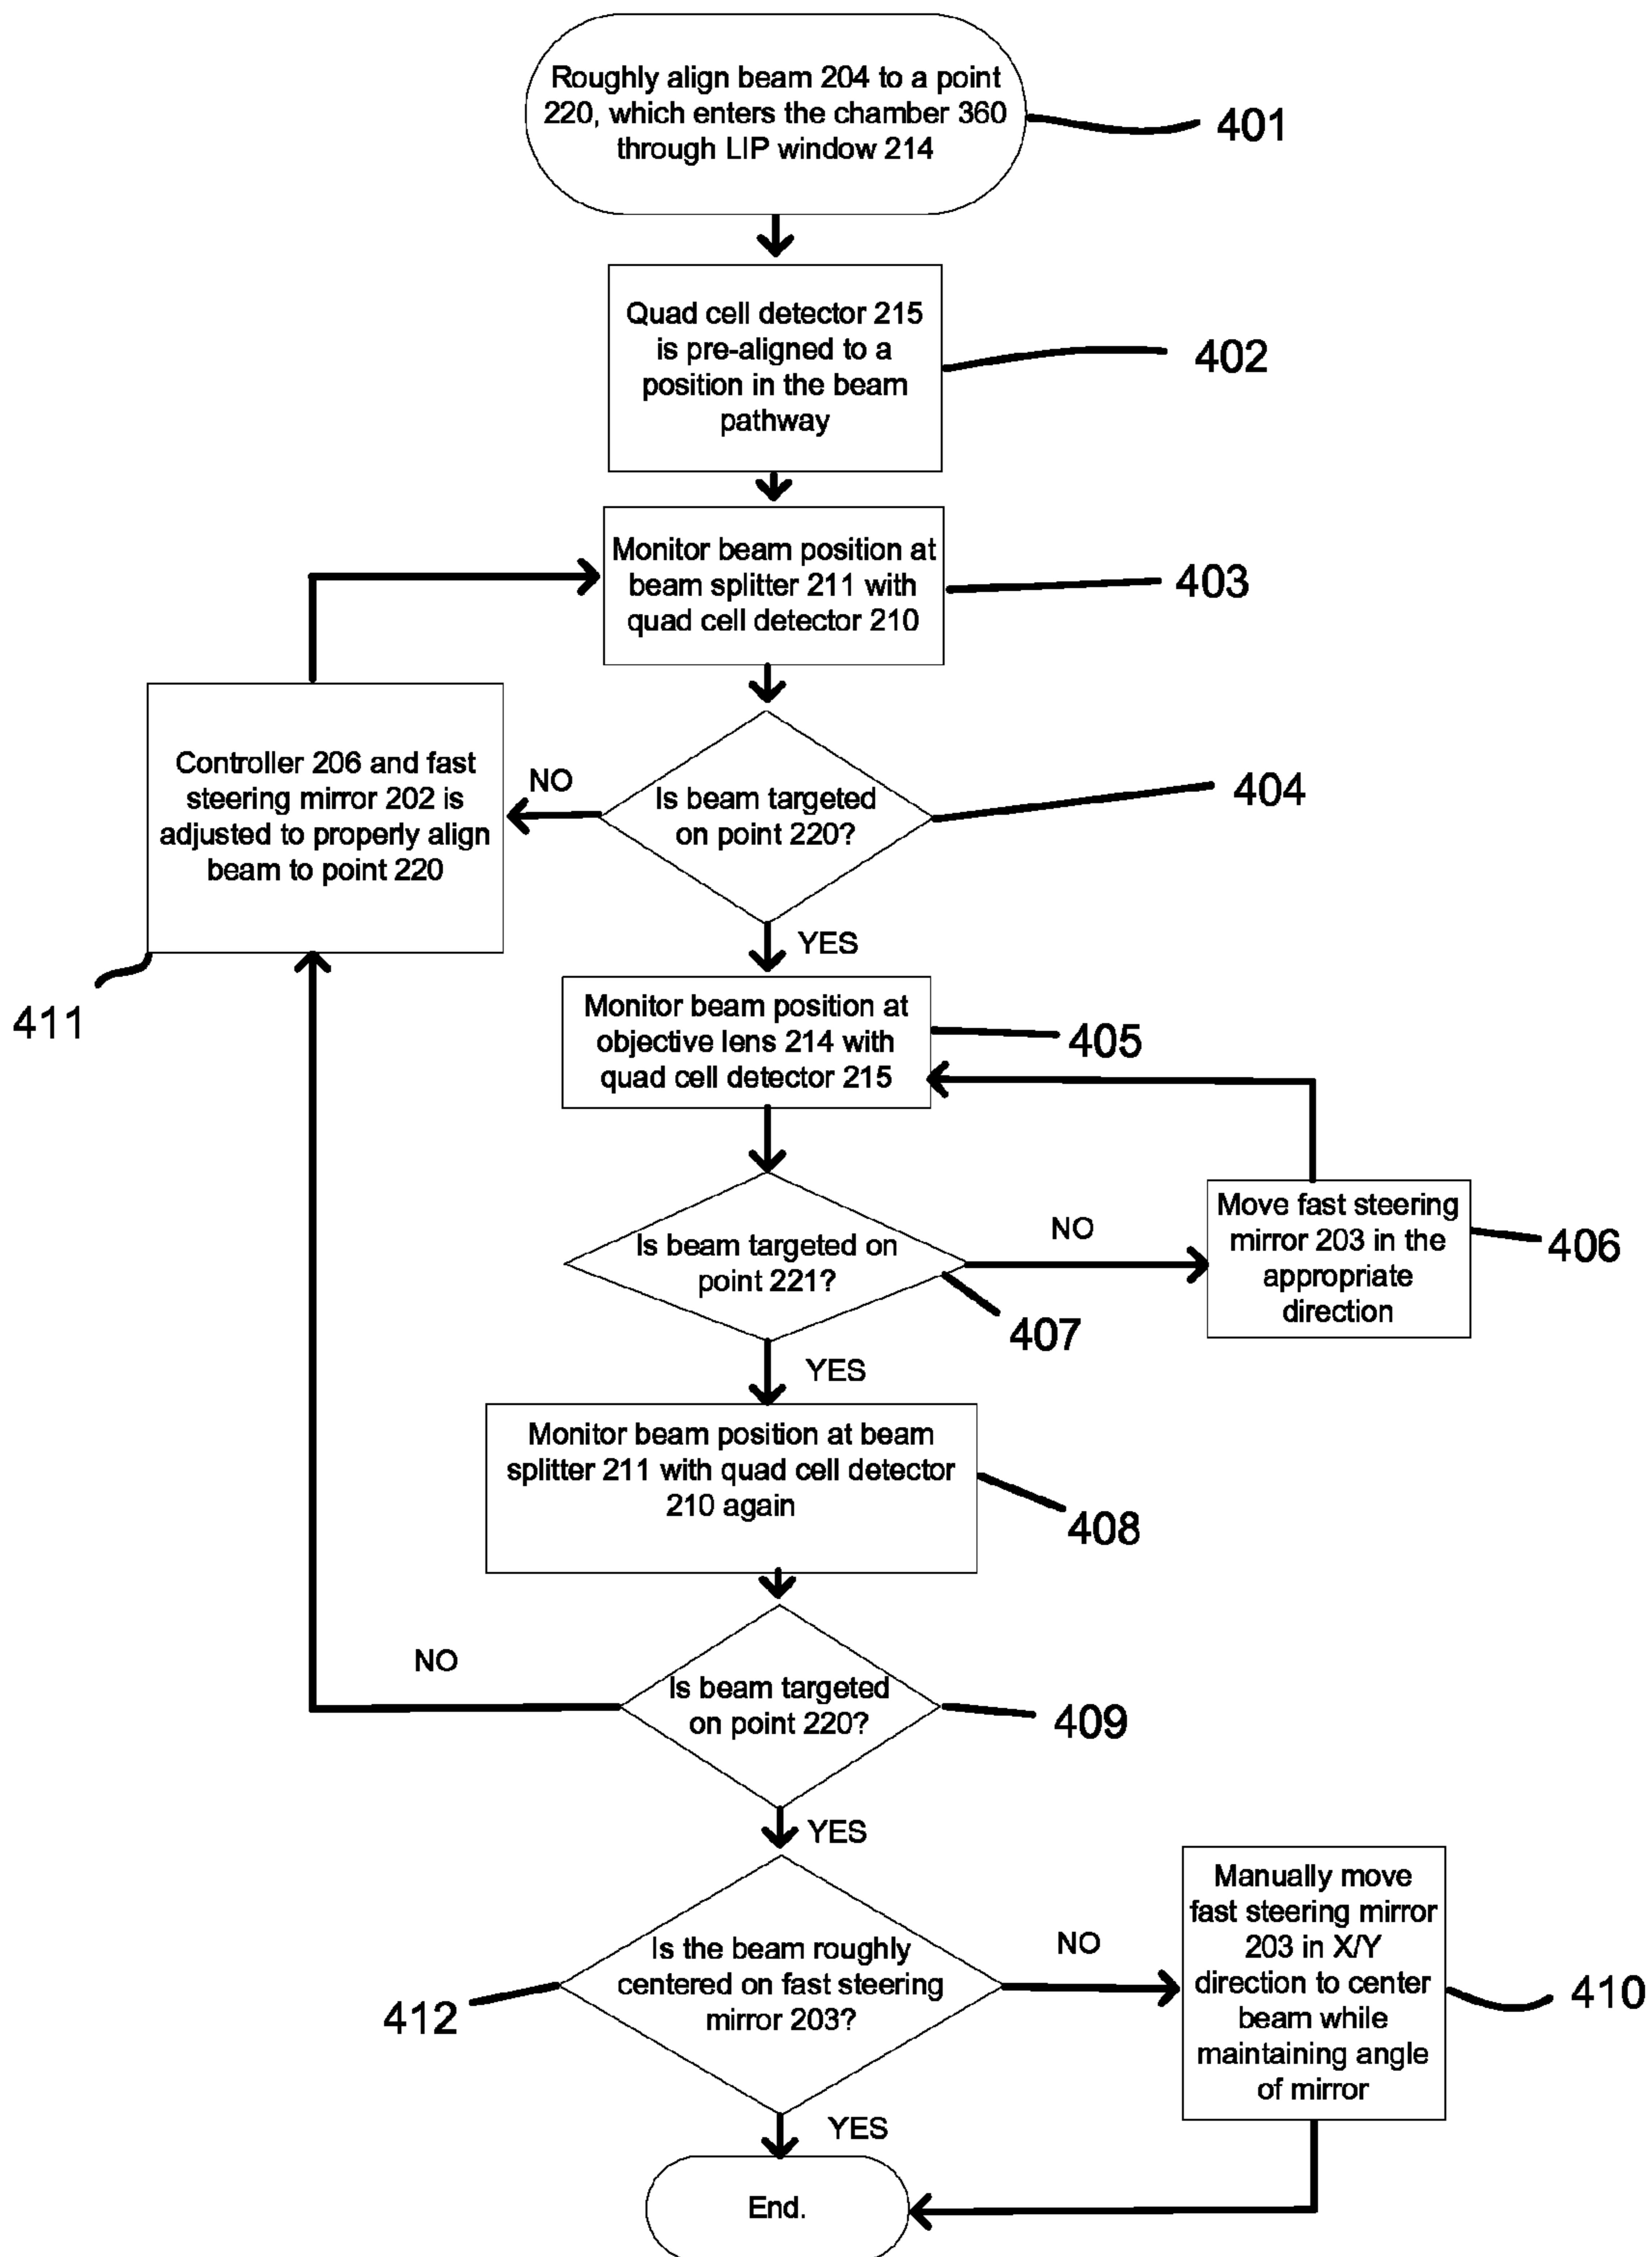 Roughly align beam 204 to a point
220, which enters the chamber 360
through LIP window 214
401
Quad cell detector 215
is pre-aligned to a
position in the beam
pathway
402
Monitor beam position at
beam splitter 211 with
quad cell detector 210
403
Controller 206 and fast
steering mirror 202 is
adjusted to properly align
beam to point 220
411
NO
Is beam targeted
on point 220?
404
YES
Monitor beam position at
objective lens 214 with
quad cell detector 215
405
Is beam targeted on
point 221?
407
NO
Move fast steering
mirror 203 in the
appropriate
direction
406
YES
Monitor beam position at beam
splitter 211 with quad cell detector
210 again
408
NO
Is beam targeted
on point 220?
409
YES
Is the beam roughly
centered on fast steering
mirror 203?
412
NO
Manually move
fast steering mirror
203 in X/Y
direction to center
beam while
maintaining angle
of mirror
410
YES
End.